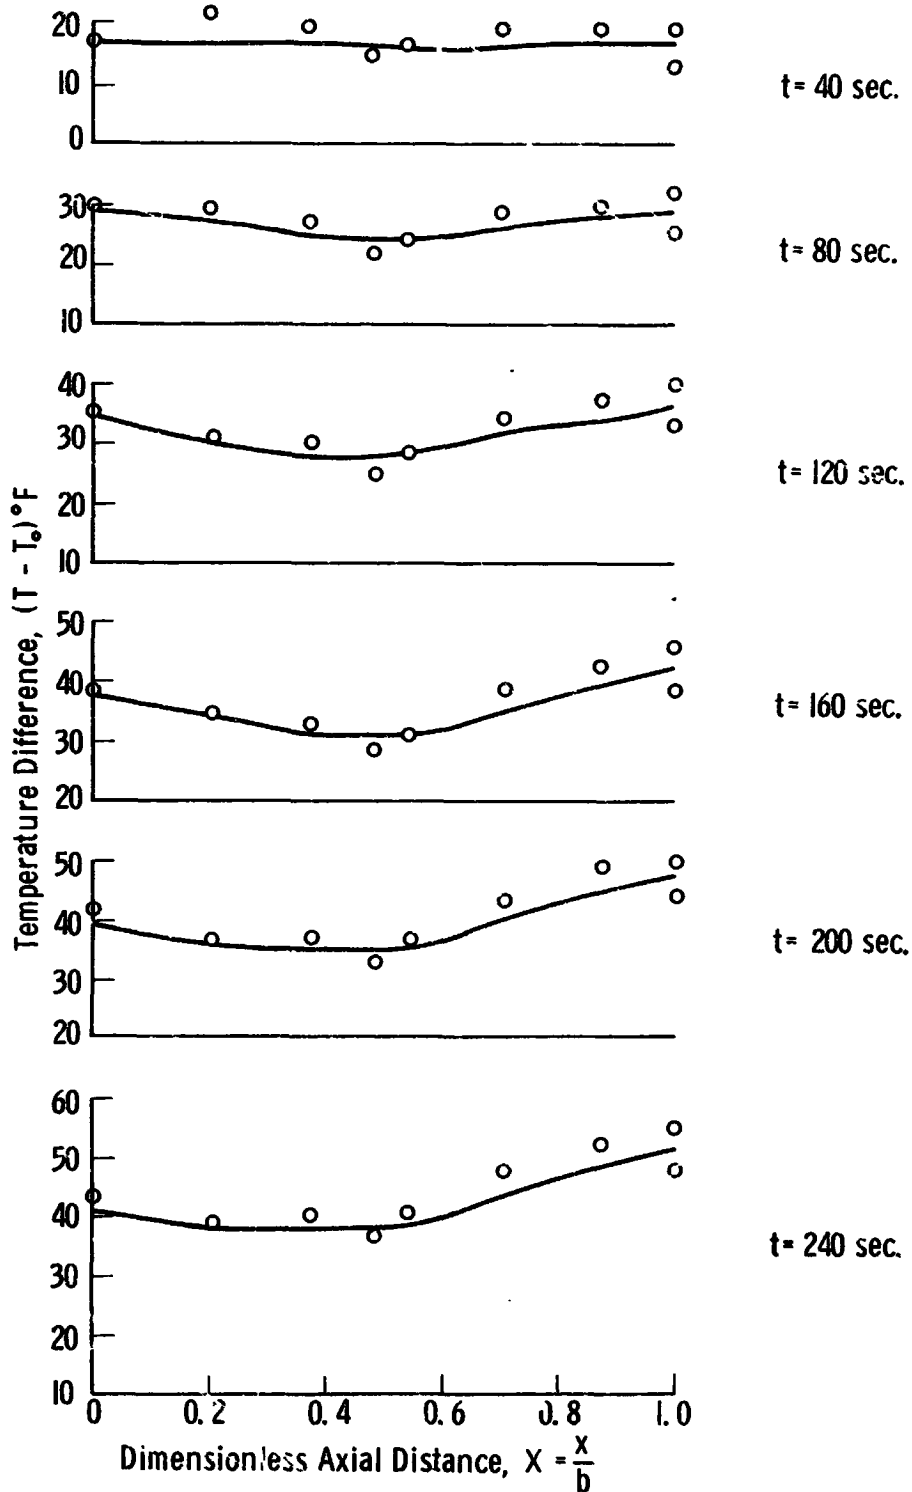 20
10
0
t= 40 sec.
30
20
10
t= 80 sec.
40
30
20
10
t= 120 sec.
50
40
30
20
t= 160 sec.
50
40
30
20
t= 200 sec.
60
50
40
30
20
10
t= 240 sec.
0 0.2 0.4 0.6 0.8 1.0
Temperature Difference, (T - T₀) °F
Dimensionless Axial Distance, X = x/b